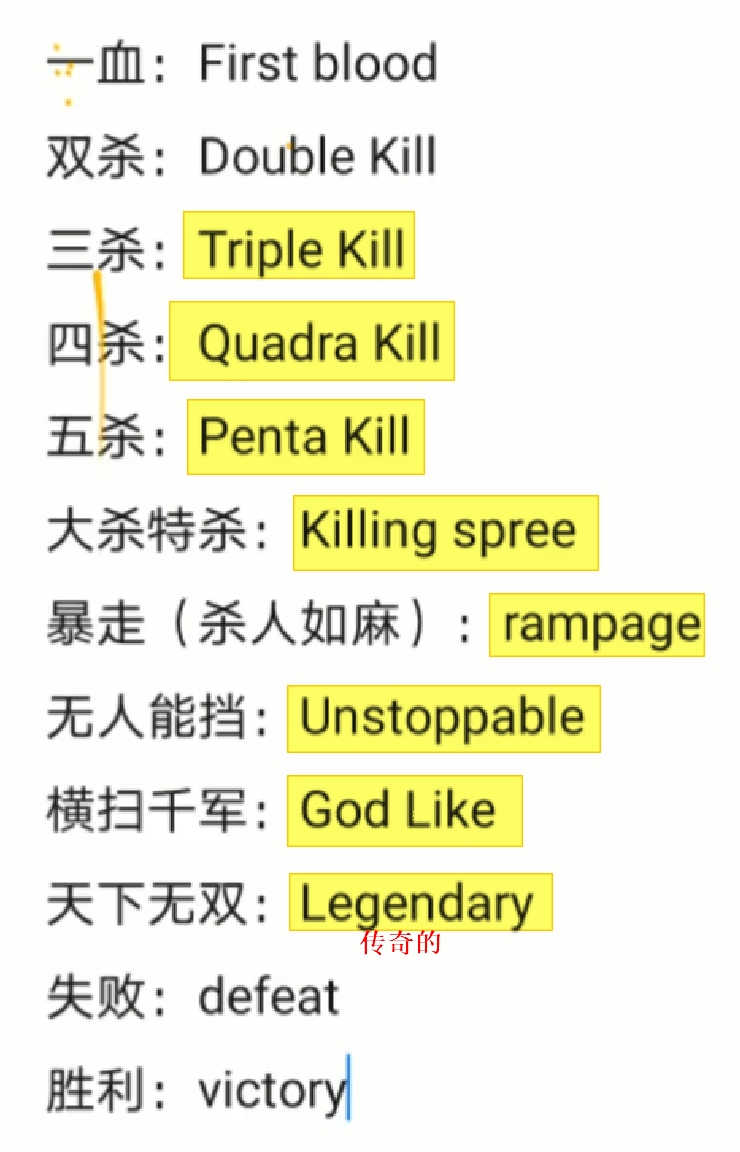 一血：First blood
双杀：Double Kill
三杀：Triple Kill
四杀：Quadra Kill
五杀：Penta Kill
大杀特杀：Killing spree
暴走（杀人如麻）：rampage
无人能挡：Unstoppable
横扫千军：God Like
天下无双：Legendary
传奇的
失败：defeat
胜利：victory